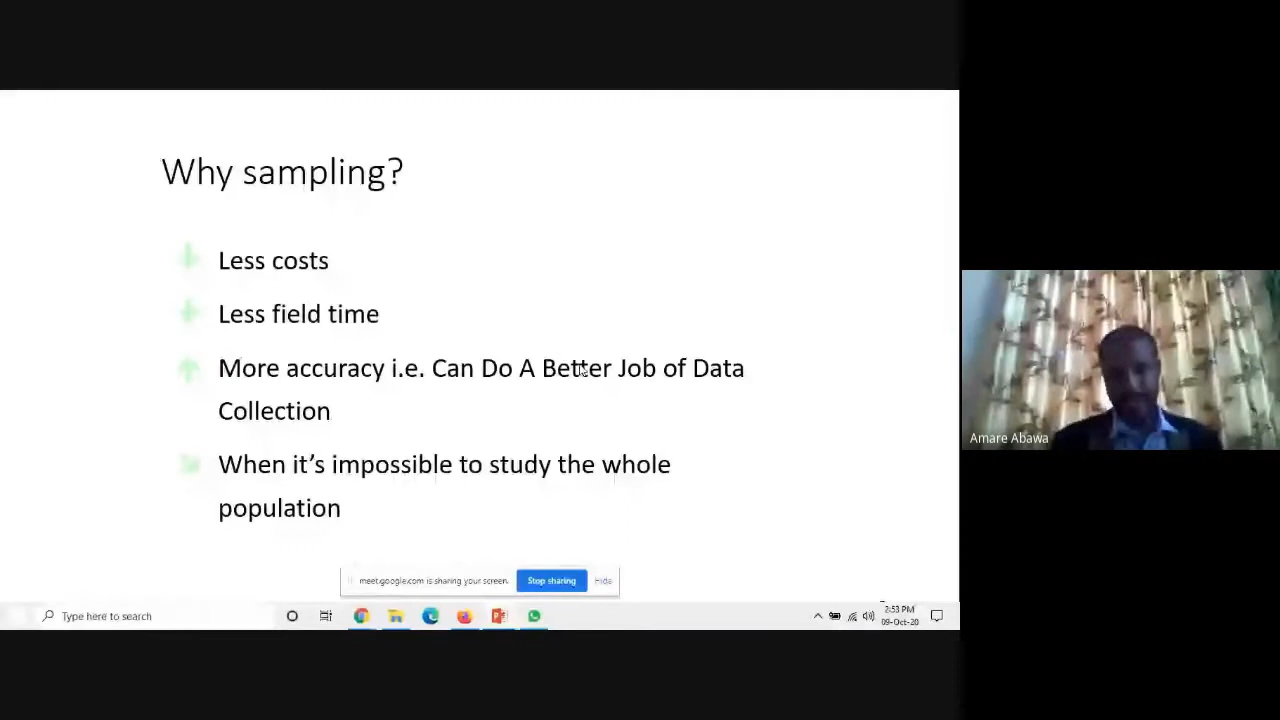 Why sampling?
Less costs
Less field time
More accuracy i.e. Can Do A Better Job of Data
Collection
When it’s impossible to study the whole
population
Amare Abawa
meet.google.com is sharing your screen.
Stop sharing
Hide
Type here to search
2:53 PM
09-Oct-20